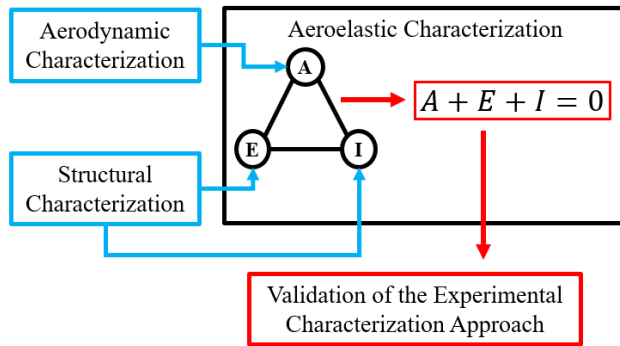 Aerodynamic
Characterization
Aeroelastic Characterization
A
A + E + I = 0
E
I
Structural
Characterization
Validation of the Experimental
Characterization Approach